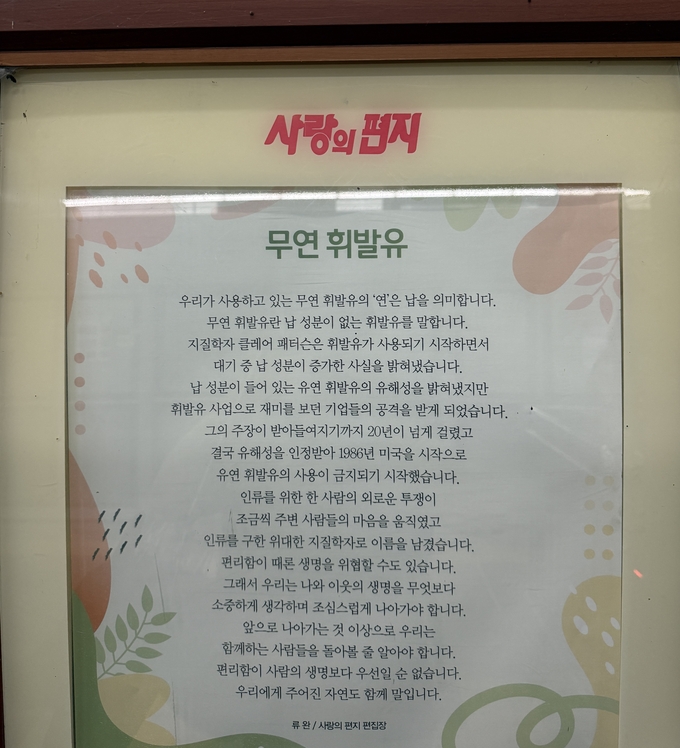 사랑의 편지
무연 휘발유
우리가 사용하고 있는 무연 휘발유의 '연'은 납을 의미합니다.
무연 휘발유란 납 성분이 없는 휘발유를 말합니다.
지질학자 클레어 패터슨은 휘발유가 사용되기 시작하면서
대기 중 납 성분이 증가한 사실을 밝혀냈습니다.
납 성분이 들어 있는 유연 휘발유의 유해성을 밝혀냈지만
휘발유 사업으로 재미를 보던 기업들의 공격을 받게 되었습니다.
그의 주장이 받아들여지기까지 20년이 넘게 걸렸고
결국 유해성을 인정받아 1986년 미국을 시작으로
유연 휘발유의 사용이 금지되기 시작했습니다.
인류를 위한 한 사람의 외로운 투쟁이
조금씩 주변 사람들의 마음을 움직였고
인류를 구한 위대한 지질학자로 이름을 남겼습니다.
편리함이 때론 생명을 위협할 수도 있습니다.
그래서 우리는 나와 이웃의 생명을 무엇보다
소중하게 생각하며 조심스럽게 나아가야 합니다.
앞으로 나아가는 것 이상으로 우리는
함께하는 사람들을 돌아볼 줄 알아야 합니다.
편리함이 사람의 생명보다 우선일 순 없습니다.
우리에게 주어진 자연도 함께 말입니다.
류 완 / 사랑의 편지 편집장